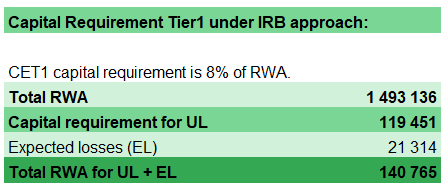 Capital Requirement Tier1 under IRB approach:
CET1 capital requirement is 8% of RWA.
Total RWA 1 493 136
Capital requirement for UL 119 451
Expected losses (EL) 21 314
Total RWA for UL + EL 140 765